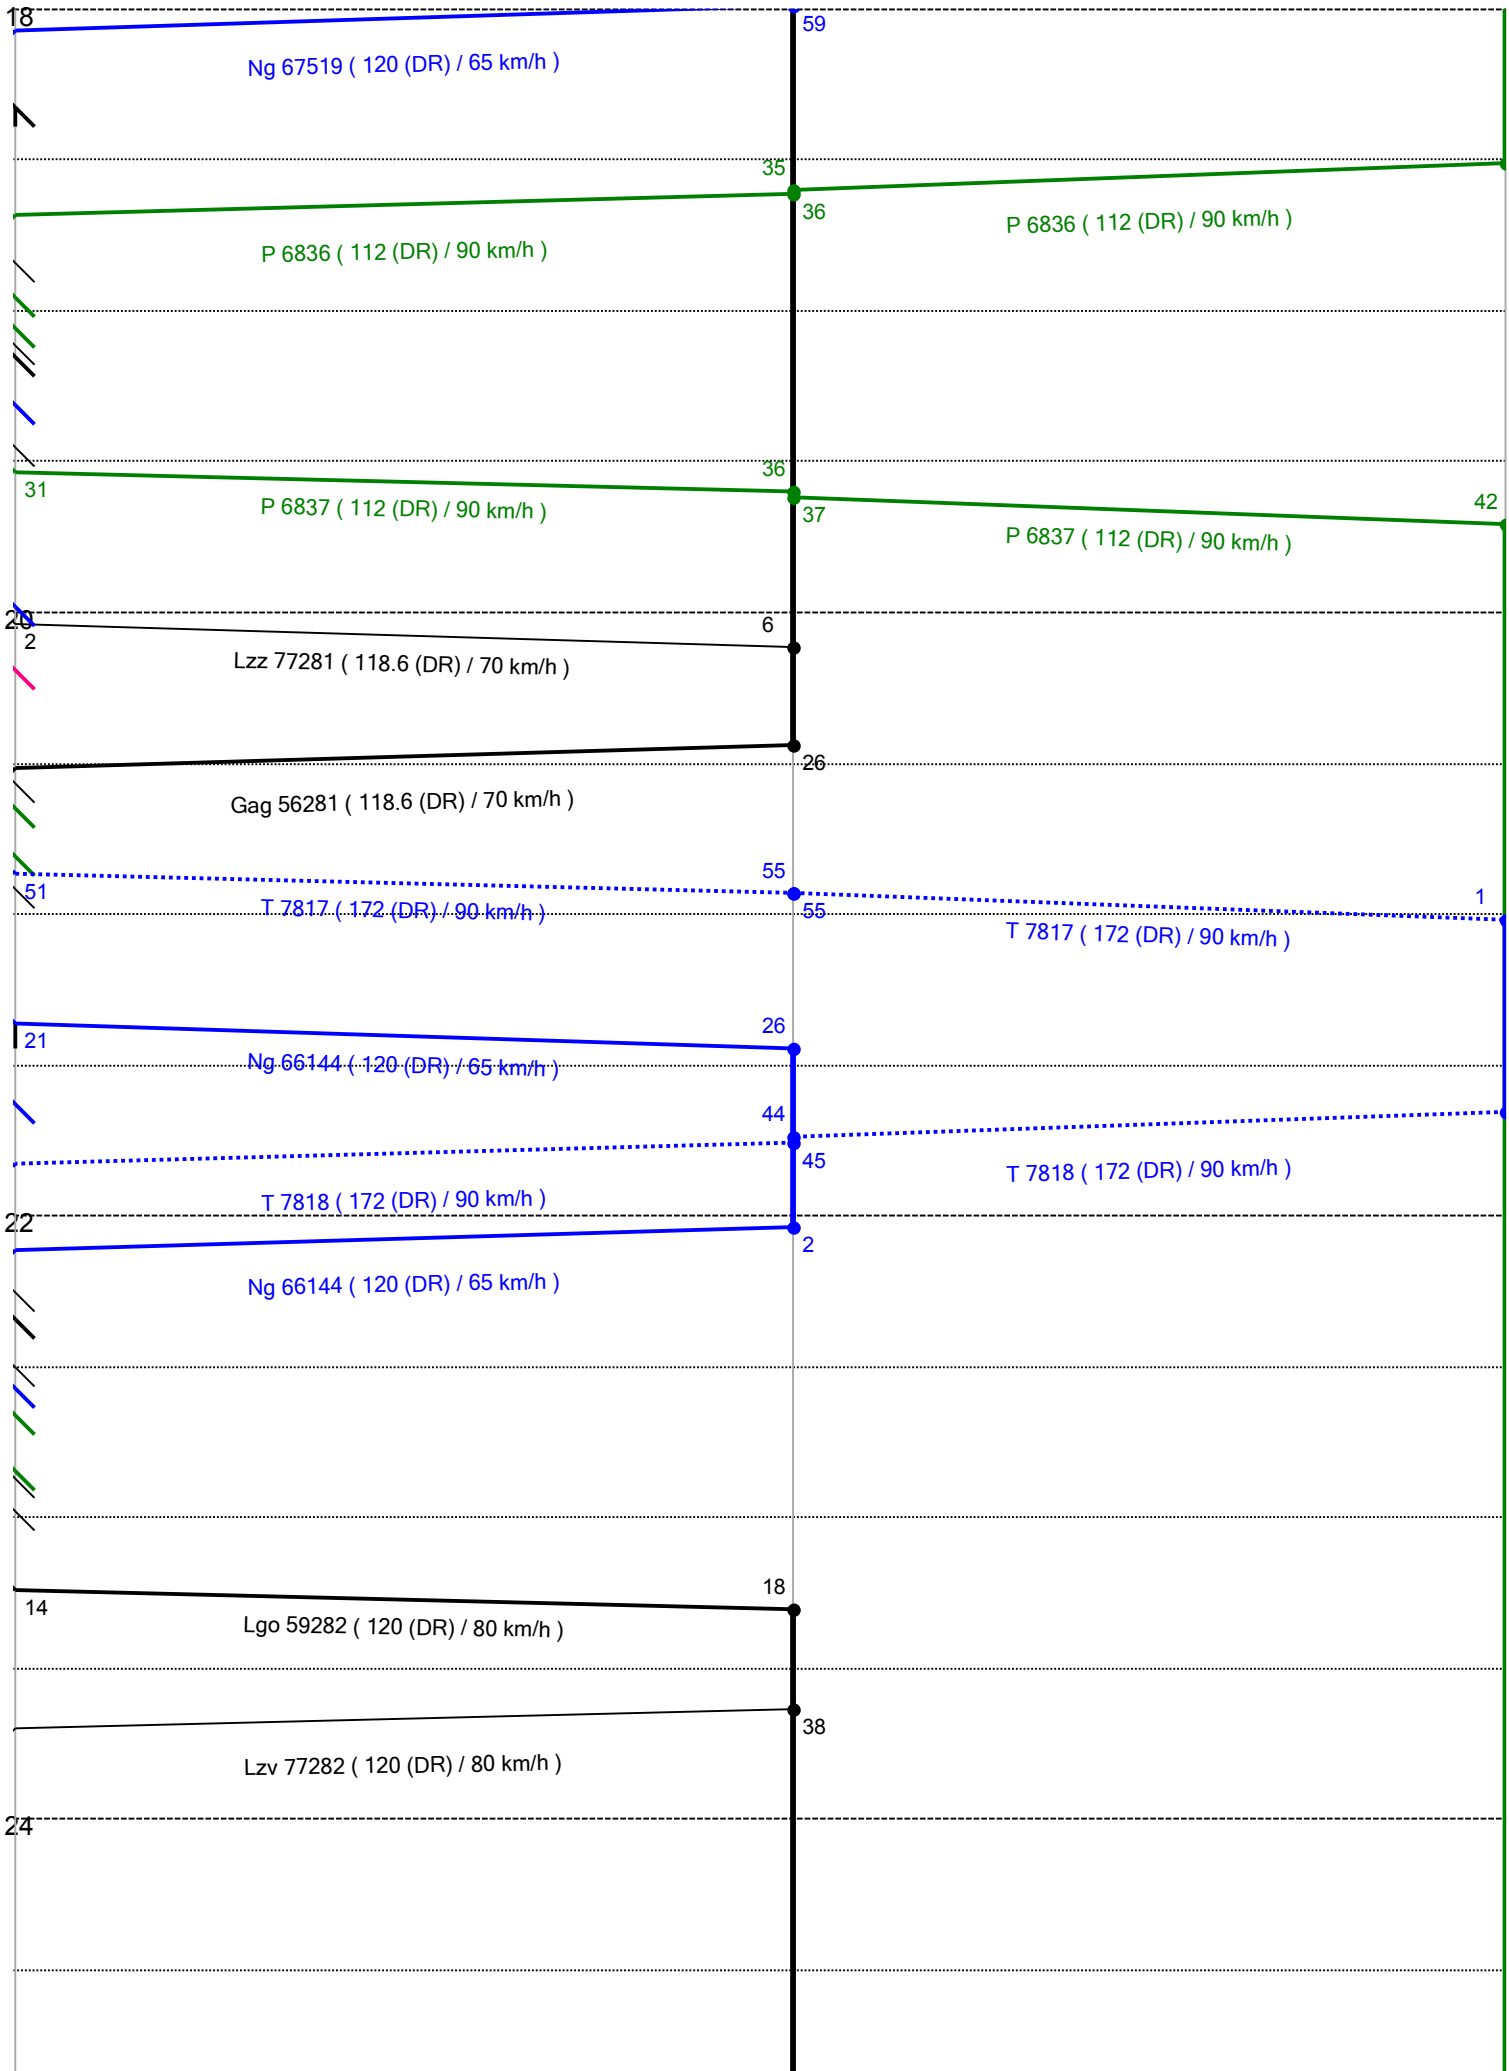 18
59
Ng 67519 ( 120 (DR) / 65 km/h )
35
36
P 6836 ( 112 (DR) / 90 km/h )
P 6836 ( 112 (DR) / 90 km/h )
36
31
42
37
P 6837 ( 112 (DR) / 90 km/h )
P 6837 ( 112 (DR) / 90 km/h )
20
6
2
Lzz 77281 ( 118.6 (DR) / 70 km/h )
26
Gag 56281 ( 118.6 (DR) / 70 km/h )
55
51
1
55
T 7817 ( 172 (DR) / 90 km/h )
T 7817 ( 172 (DR) / 90 km/h )
26
21
Ng 66144 ( 120 (DR) / 65 km/h )
44
45
T 7818 ( 172 (DR) / 90 km/h )
T 7818 ( 172 (DR) / 90 km/h )
22
2
Ng 66144 ( 120 (DR) / 65 km/h )
18
14
Lgo 59282 ( 120 (DR) / 80 km/h )
38
Lzv 77282 ( 120 (DR) / 80 km/h )
24